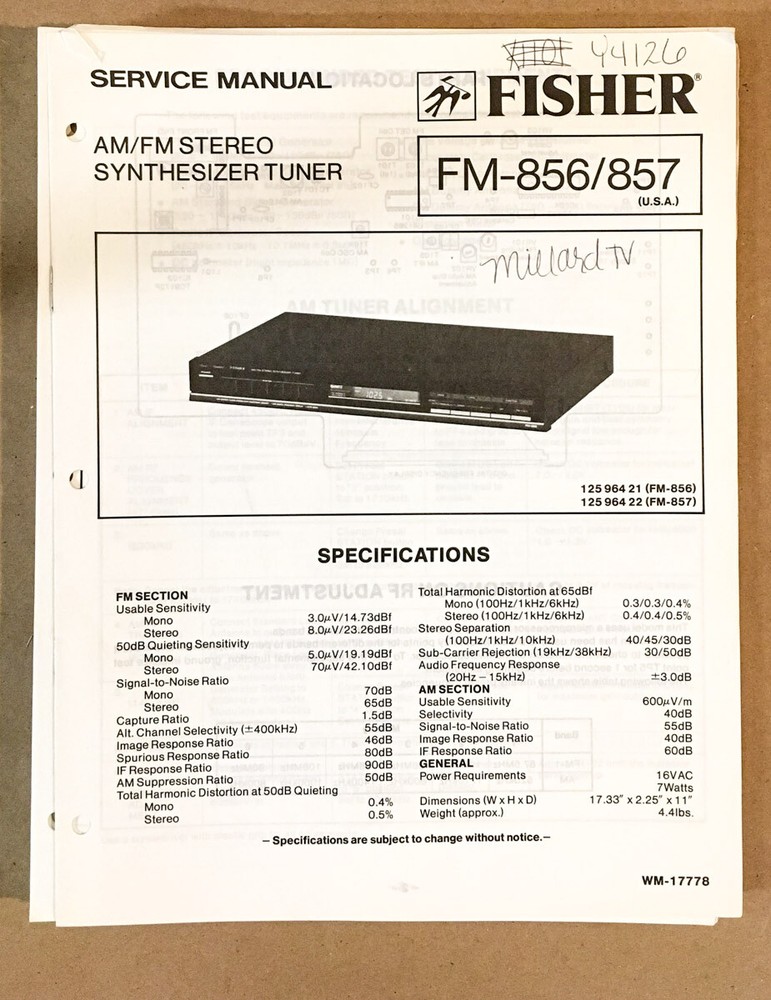 44126
SERVICE MANUAL
FISHER®
AM/FM STEREO
SYNTHESIZER TUNER
FM-856/857
(U.S.A.)
Millard TV
125 964 21 (FM-856)
125 964 22 (FM-857)
SPECIFICATIONS
FM SECTION
Usable Sensitivity
Mono 3.0μV/14.73dBf
Stereo 8.0μV/23.26dBf
50dB Quieting Sensitivity
Mono 5.0μV/19.19dBf
Stereo 70μV/42.10dBf
Signal-to-Noise Ratio
Mono 70dB
Stereo 65dB
Capture Ratio 1.5dB
Alt. Channel Selectivity (±400kHz) 55dB
Image Response Ratio 46dB
Spurious Response Ratio 80dB
IF Response Ratio 90dB
AM Suppression Ratio 50dB
Total Harmonic Distortion at 50dB Quieting
Mono 0.4%
Stereo 0.5%
Total Harmonic Distortion at 65dBf
Mono (100Hz/1kHz/6kHz) 0.3/0.3/0.4%
Stereo (100Hz/1kHz/6kHz) 0.4/0.4/0.5%
Stereo Separation
(100Hz/1kHz/10kHz) 40/45/30dB
Sub-Carrier Rejection (19kHz/38kHz) 30/50dB
Audio Frequency Response
(20Hz – 15kHz) ±3.0dB
AM SECTION
Usable Sensitivity 600μV/m
Selectivity 40dB
Signal-to-Noise Ratio 55dB
Image Response Ratio 40dB
IF Response Ratio 60dB
GENERAL
Power Requirements 16VAC
7Watts
Dimensions (W x H x D) 17.33" x 2.25" x 11"
Weight (approx.) 4.4lbs.
– Specifications are subject to change without notice.–
WM-17778